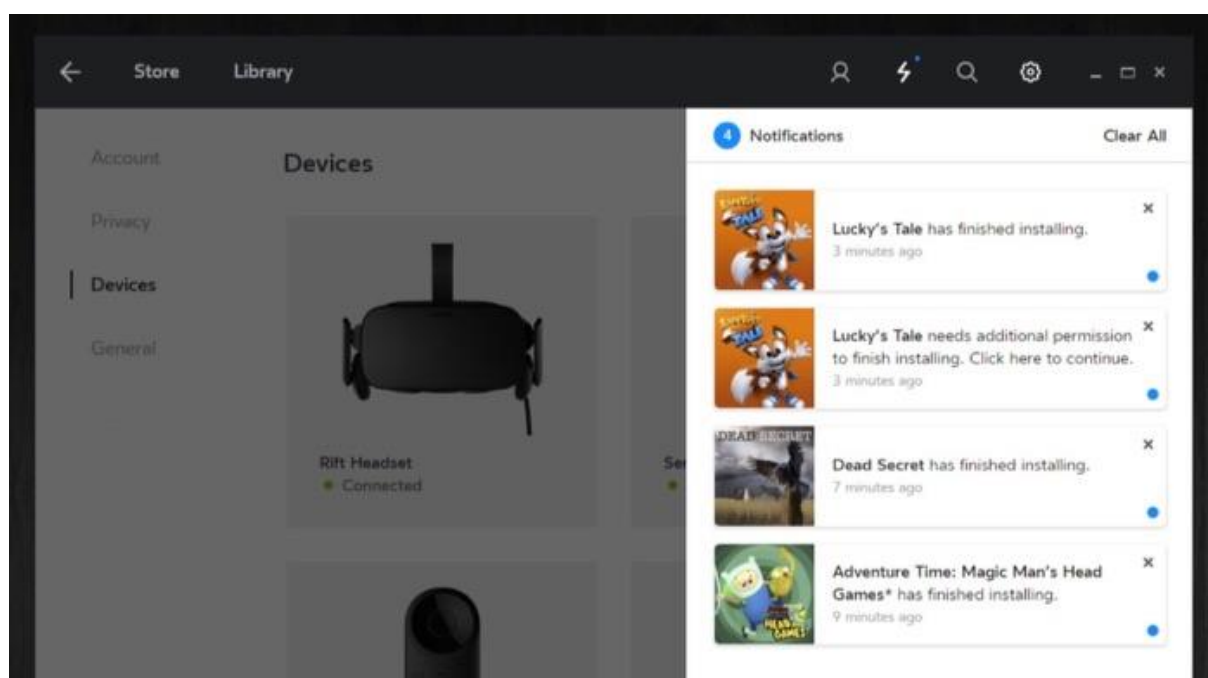 Store
Library
4 Notifications
Clear All
Account
Privacy
Devices
General
Devices
Rift Headset
Connected
Ser
Lucky's Tale has finished installing.
3 minutes ago
Lucky's Tale needs additional permission
to finish installing. Click here to continue.
3 minutes ago
DEAD SECRET
Dead Secret has finished installing.
7 minutes ago
Adventure Time: Magic Man's Head
Games* has finished installing.
9 minutes ago